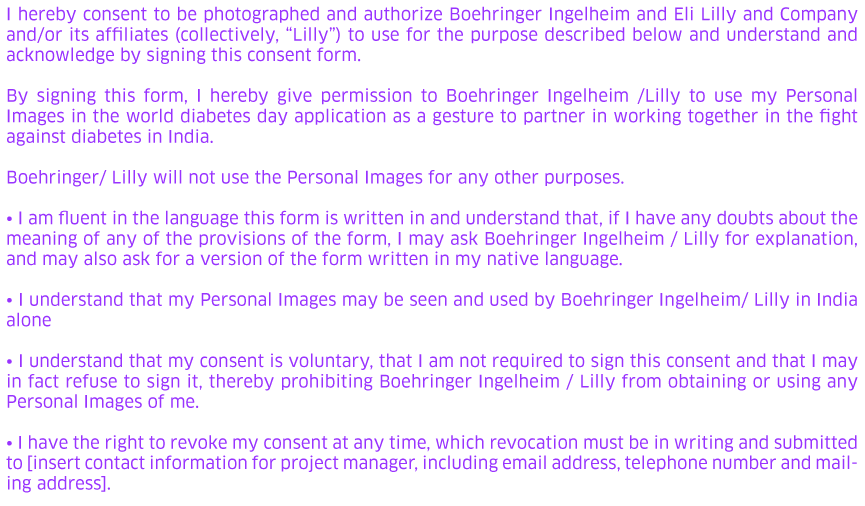 I hereby consent to be photographed and authorize Boehringer Ingelheim and Eli Lilly and Company
and/or its affiliates (collectively, “Lilly”) to use for the purpose described below and understand and
acknowledge by signing this consent form.
By signing this form, I hereby give permission to Boehringer Ingelheim /Lilly to use my Personal
Images in the world diabetes day application as a gesture to partner in working together in the fight
against diabetes in India.
Boehringer/ Lilly will not use the Personal Images for any other purposes.
• I am fluent in the language this form is written in and understand that, if I have any doubts about the
meaning of any of the provisions of the form, I may ask Boehringer Ingelheim / Lilly for explanation,
and may also ask for a version of the form written in my native language.
• I understand that my Personal Images may be seen and used by Boehringer Ingelheim/ Lilly in India
alone
• I understand that my consent is voluntary, that I am not required to sign this consent and that I may
in fact refuse to sign it, thereby prohibiting Boehringer Ingelheim / Lilly from obtaining or using any
Personal Images of me.
• I have the right to revoke my consent at any time, which revocation must be in writing and submitted
to [insert contact information for project manager, including email address, telephone number and mail-
ing address].